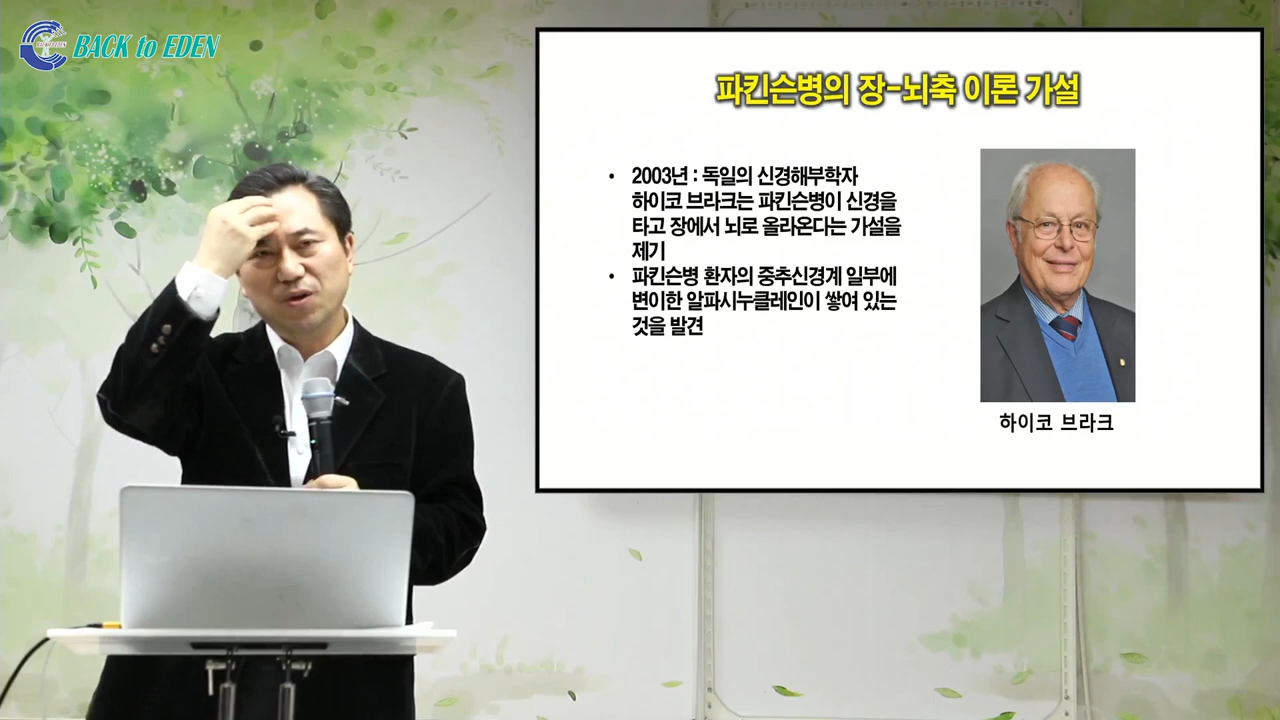 BACK to EDEN
파킨슨병의 장-뇌축 이론 가설
• 2003년 : 독일의 신경해부학자
하이코 브라크는 파킨슨병이 신경을
타고 장에서 뇌로 올라온다는 가설을
제기
• 파킨슨병 환자의 중추신경계 일부에
변이한 알파시누클레인이 쌓여 있는
것을 발견
하이코 브라크